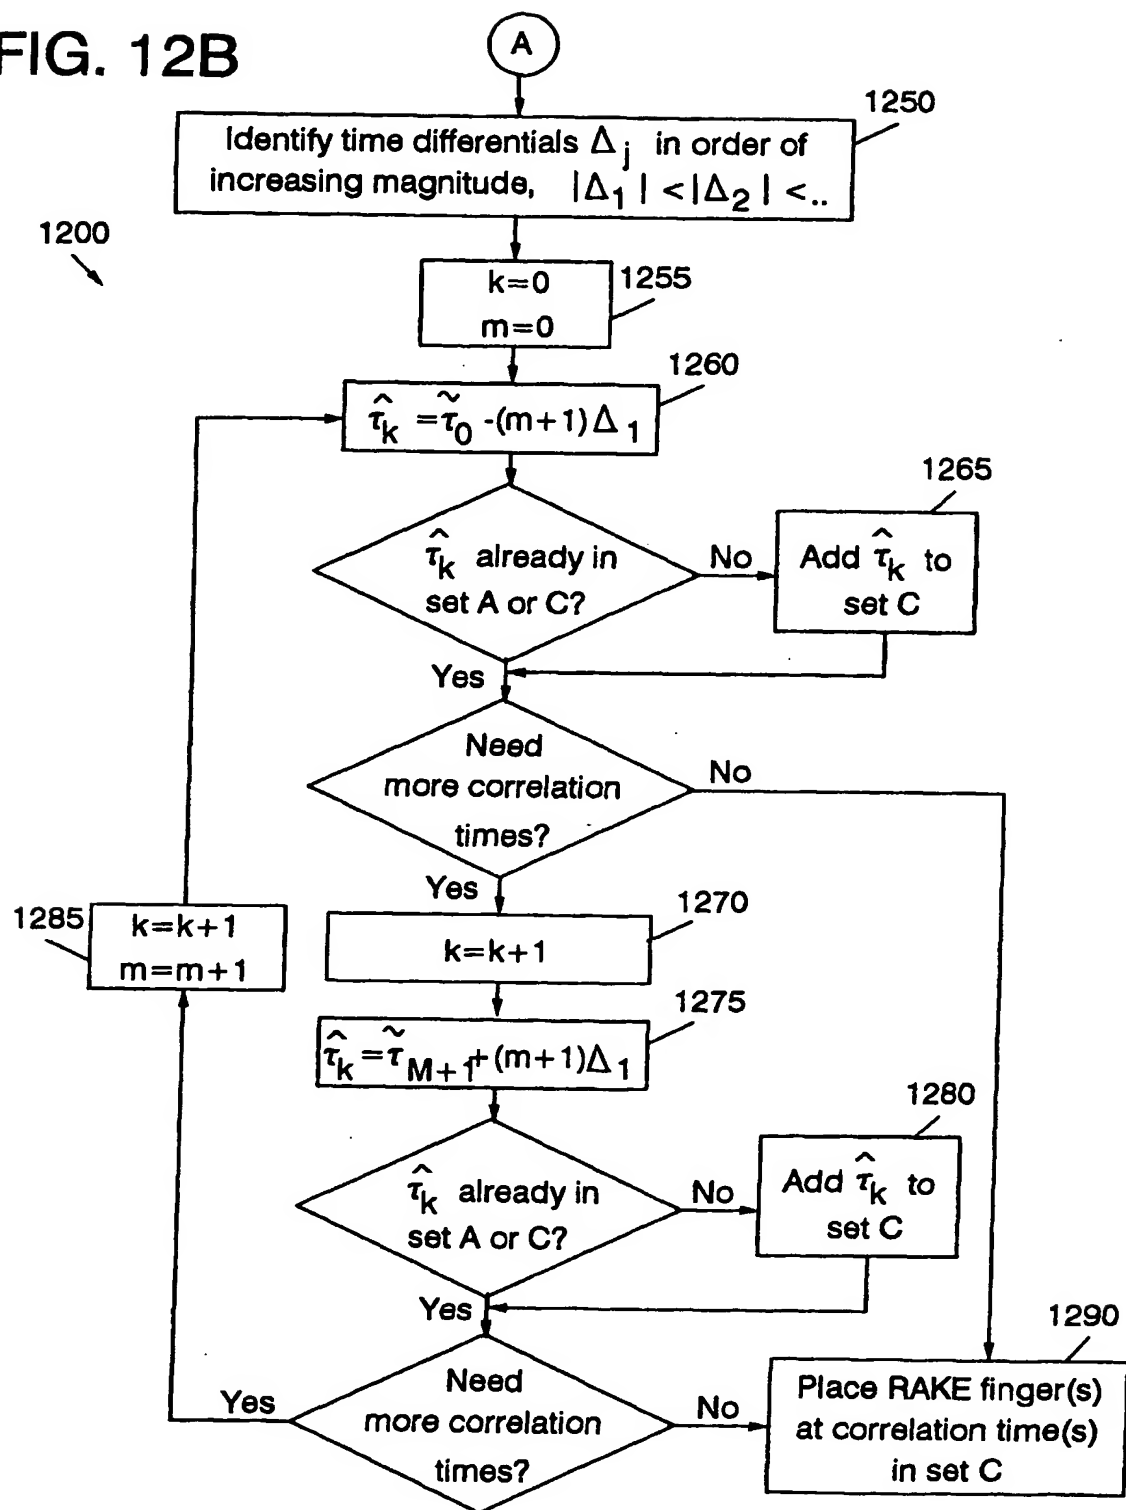 FIG. 12B
A
1250
Identify time differentials Δj in order of
increasing magnitude, |Δ1| <|Δ2| <..
1200
k=0
m=0
1255
1260
τ̂k = τ̃0 -(m+1) Δ1
1265
τ̂k already in
set A or C?
No
Add τ̂k to
set C
Yes
Need
more correlation
times?
No
Yes
1270
k=k+1
1285
k=k+1
m=m+1
1275
τ̂k = τ̃M+1 +(m+1)Δ1
1280
τ̂k already in
set A or C?
No
Add τ̂k to
set C
Yes
1290
Need
more correlation
times?
Yes
No
Place RAKE finger(s)
at correlation time(s)
in set C